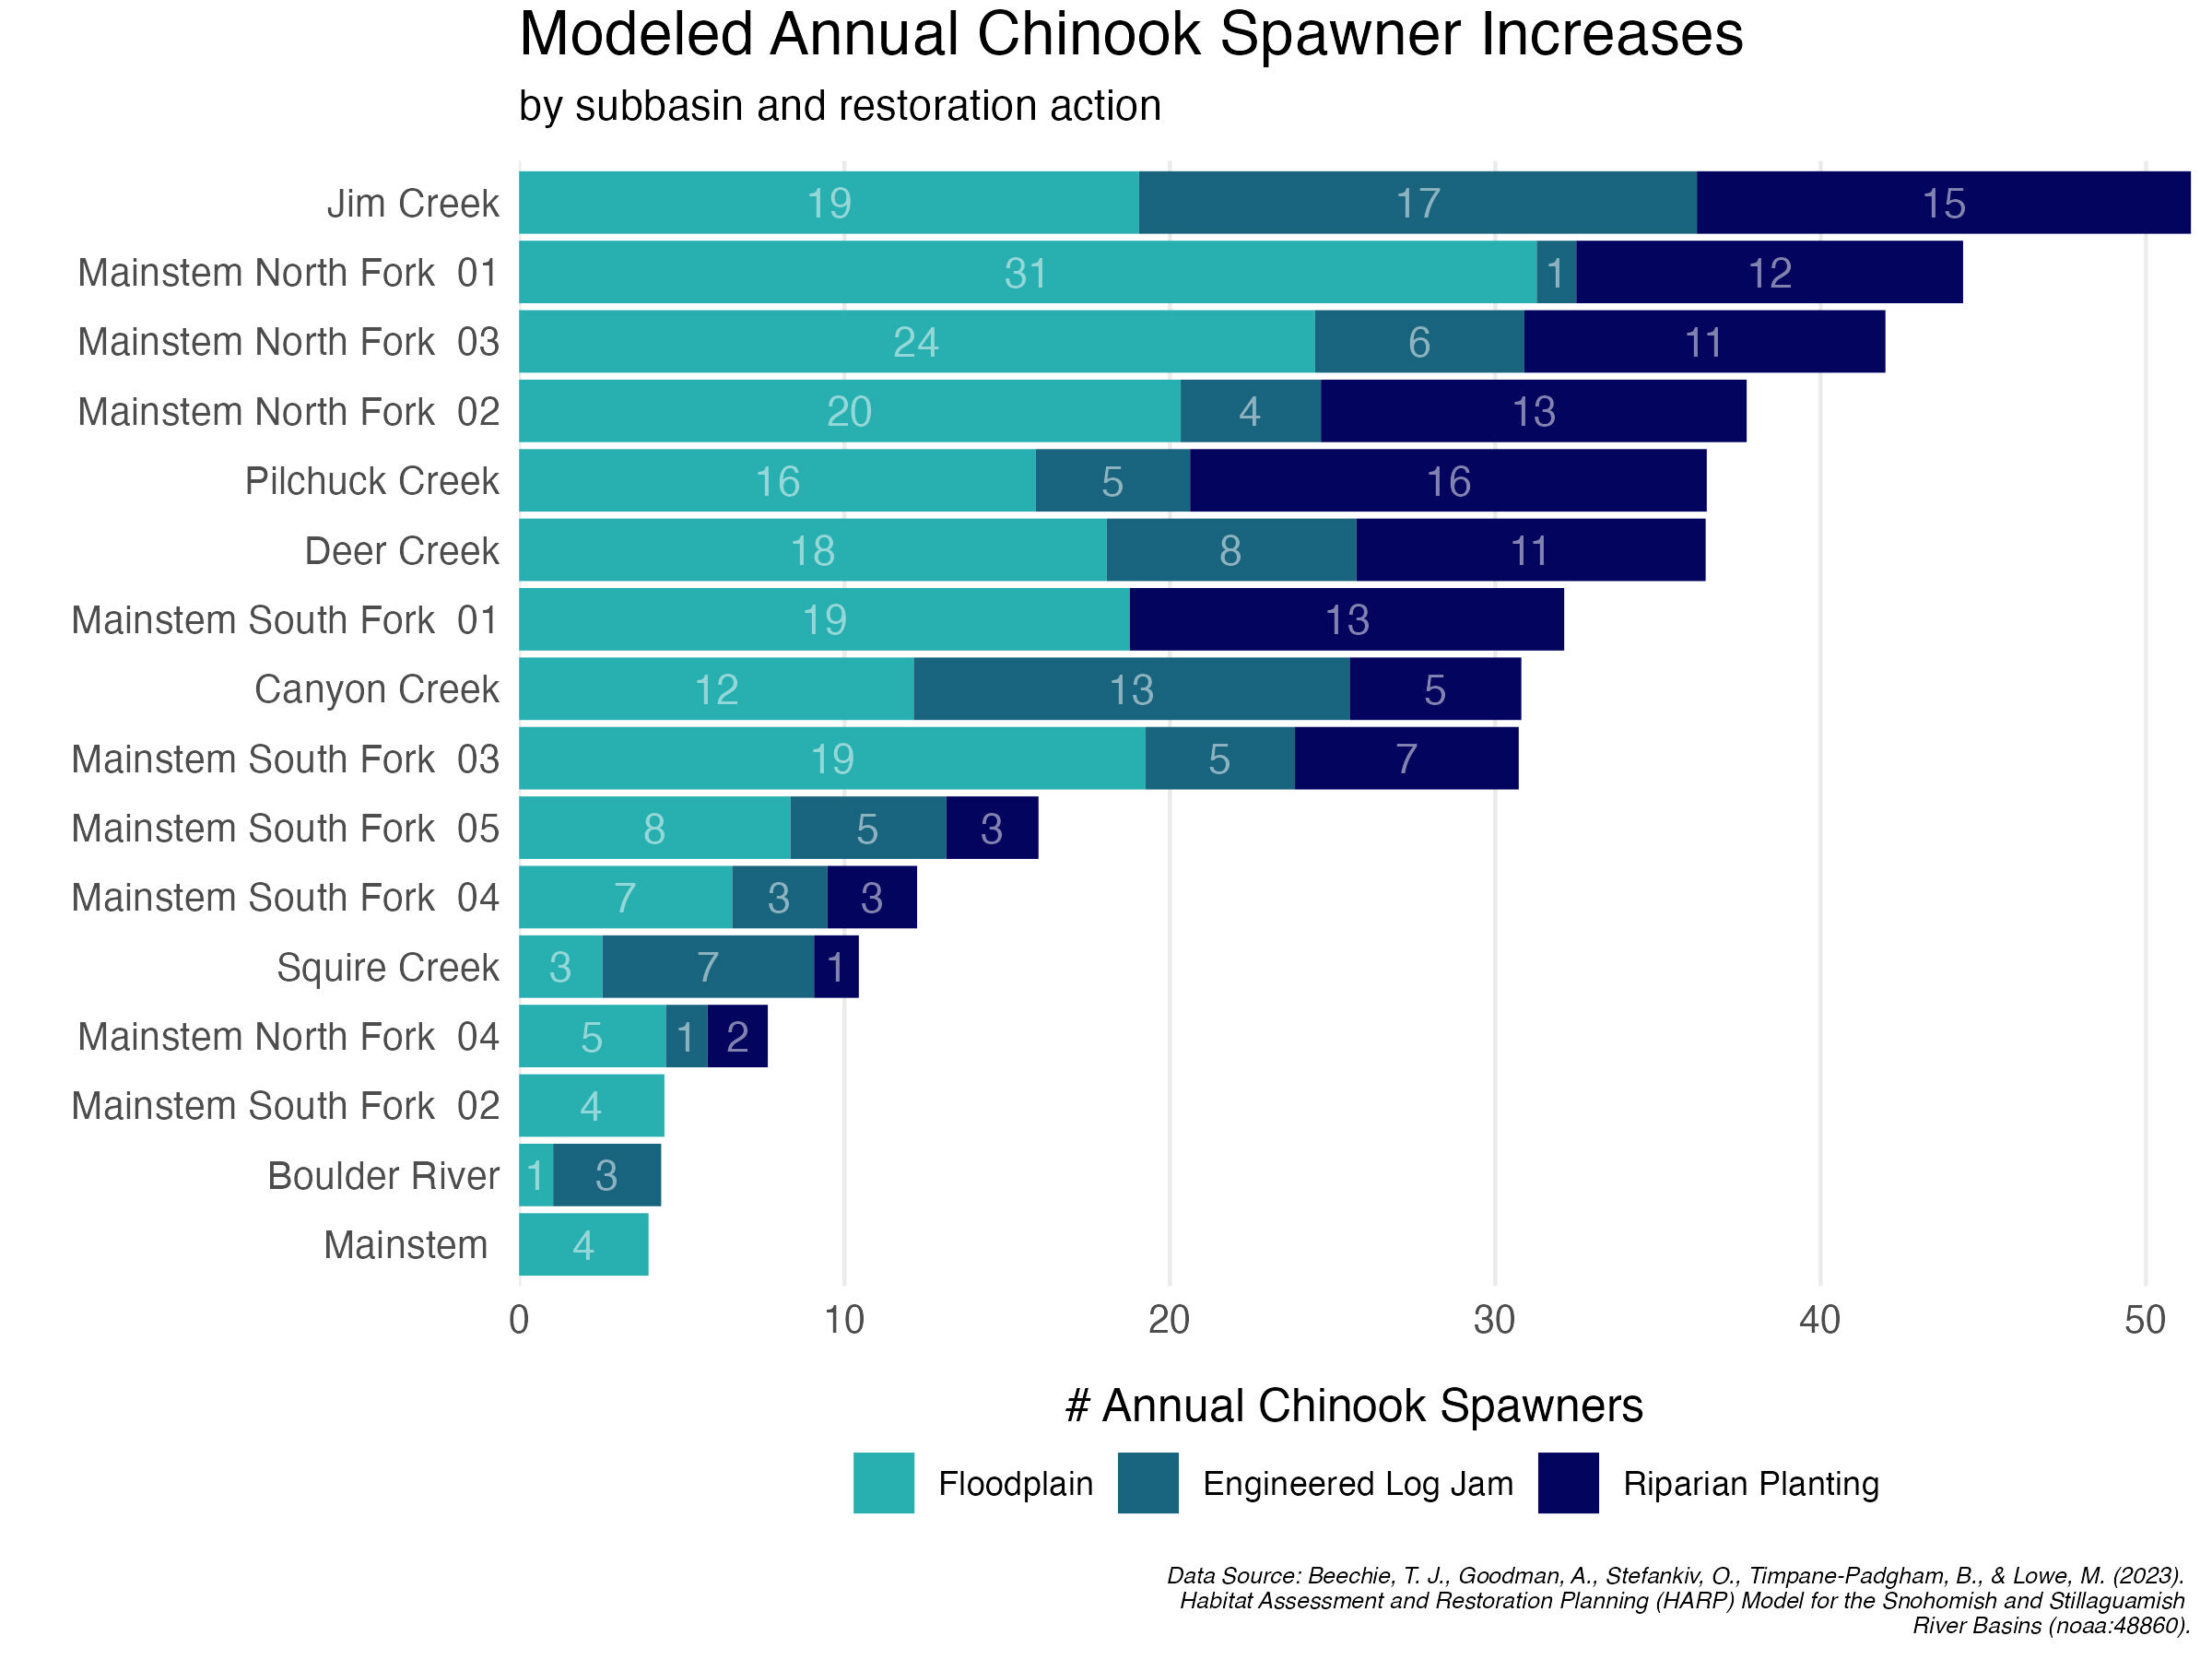 Modeled Annual Chinook Spawner Increases
by subbasin and restoration action
Jim Creek 19 17 15
Mainstem North Fork  01 31 1 12
Mainstem North Fork  03 24 6 11
Mainstem North Fork  02 20 4 13
Pilchuck Creek 16 5 16
Deer Creek 18 8 11
Mainstem South Fork  01 19 13
Canyon Creek 12 13 5
Mainstem South Fork  03 19 5 7
Mainstem South Fork  05 8 5 3
Mainstem South Fork  04 7 3 3
Squire Creek 3 7 1
Mainstem North Fork  04 5 1 2
Mainstem South Fork  02 4
Boulder River 1 3
Mainstem 4
0 10 20 30 40 50
# Annual Chinook Spawners
Floodplain Engineered Log Jam Riparian Planting
Data Source: Beechie, T. J., Goodman, A., Stefankiv, O., Timpane-Padgham, B., & Lowe, M. (2023).
Habitat Assessment and Restoration Planning (HARP) Model for the Snohomish and Stillaguamish
River Basins (noaa:48860).